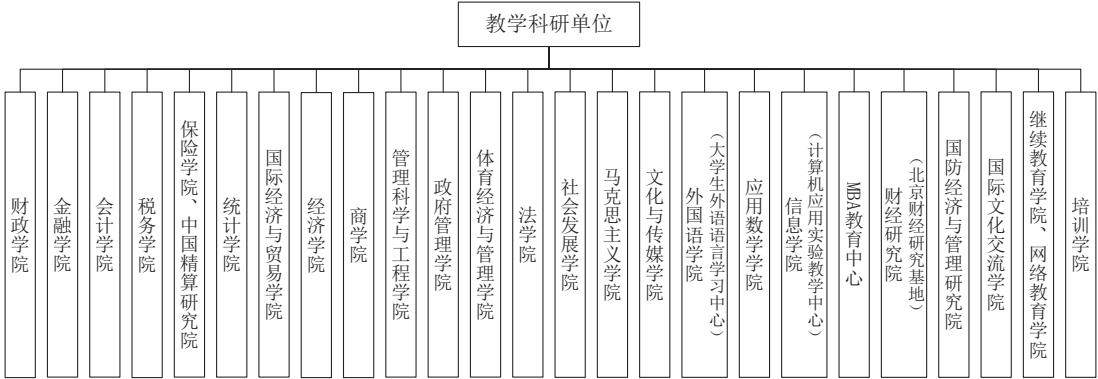 教学科研单位
财政学院
金融学院
会计学院
税务学院
保险学院、中国精算研究院
统计学院
国际经济与贸易学院
经济学院
商学院
管理科学与工程学院
政府管理学院
体育经济与管理学院
法学院
社会发展学院
马克思主义学院
文化与传媒学院
外国语学院
（大学生外语语言学习中心）
应用数学学院
信息学院
（计算机应用实验教学中心）
MBA教育中心
财经研究院
（北京财经研究基地）
国防经济与管理研究院
国际文化交流学院
继续教育学院、网络教育学院
培训学院